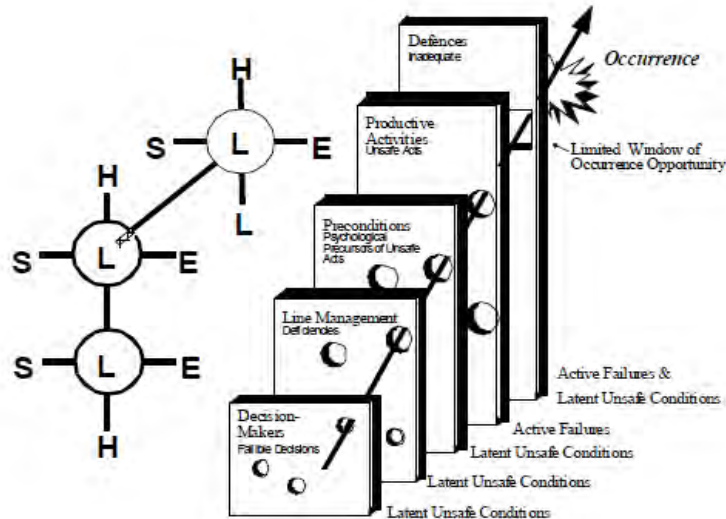 H
S
L
E
L
H
S
L
E
S
L
E
H
Defences
Inadequate
Occurrence
Productive
Activities
Unsafe Acts
Limited Window of
Occurrence Opportunity
Preconditions
Psychological
Precursors of Unsafe
Acts
Line Management
Deficiencies
Decision-
Makers
Fallible Decisions
Active Failures &
Latent Unsafe Conditions
Active Failures
Latent Unsafe Conditions
Latent Unsafe Conditions
Latent Unsafe Conditions